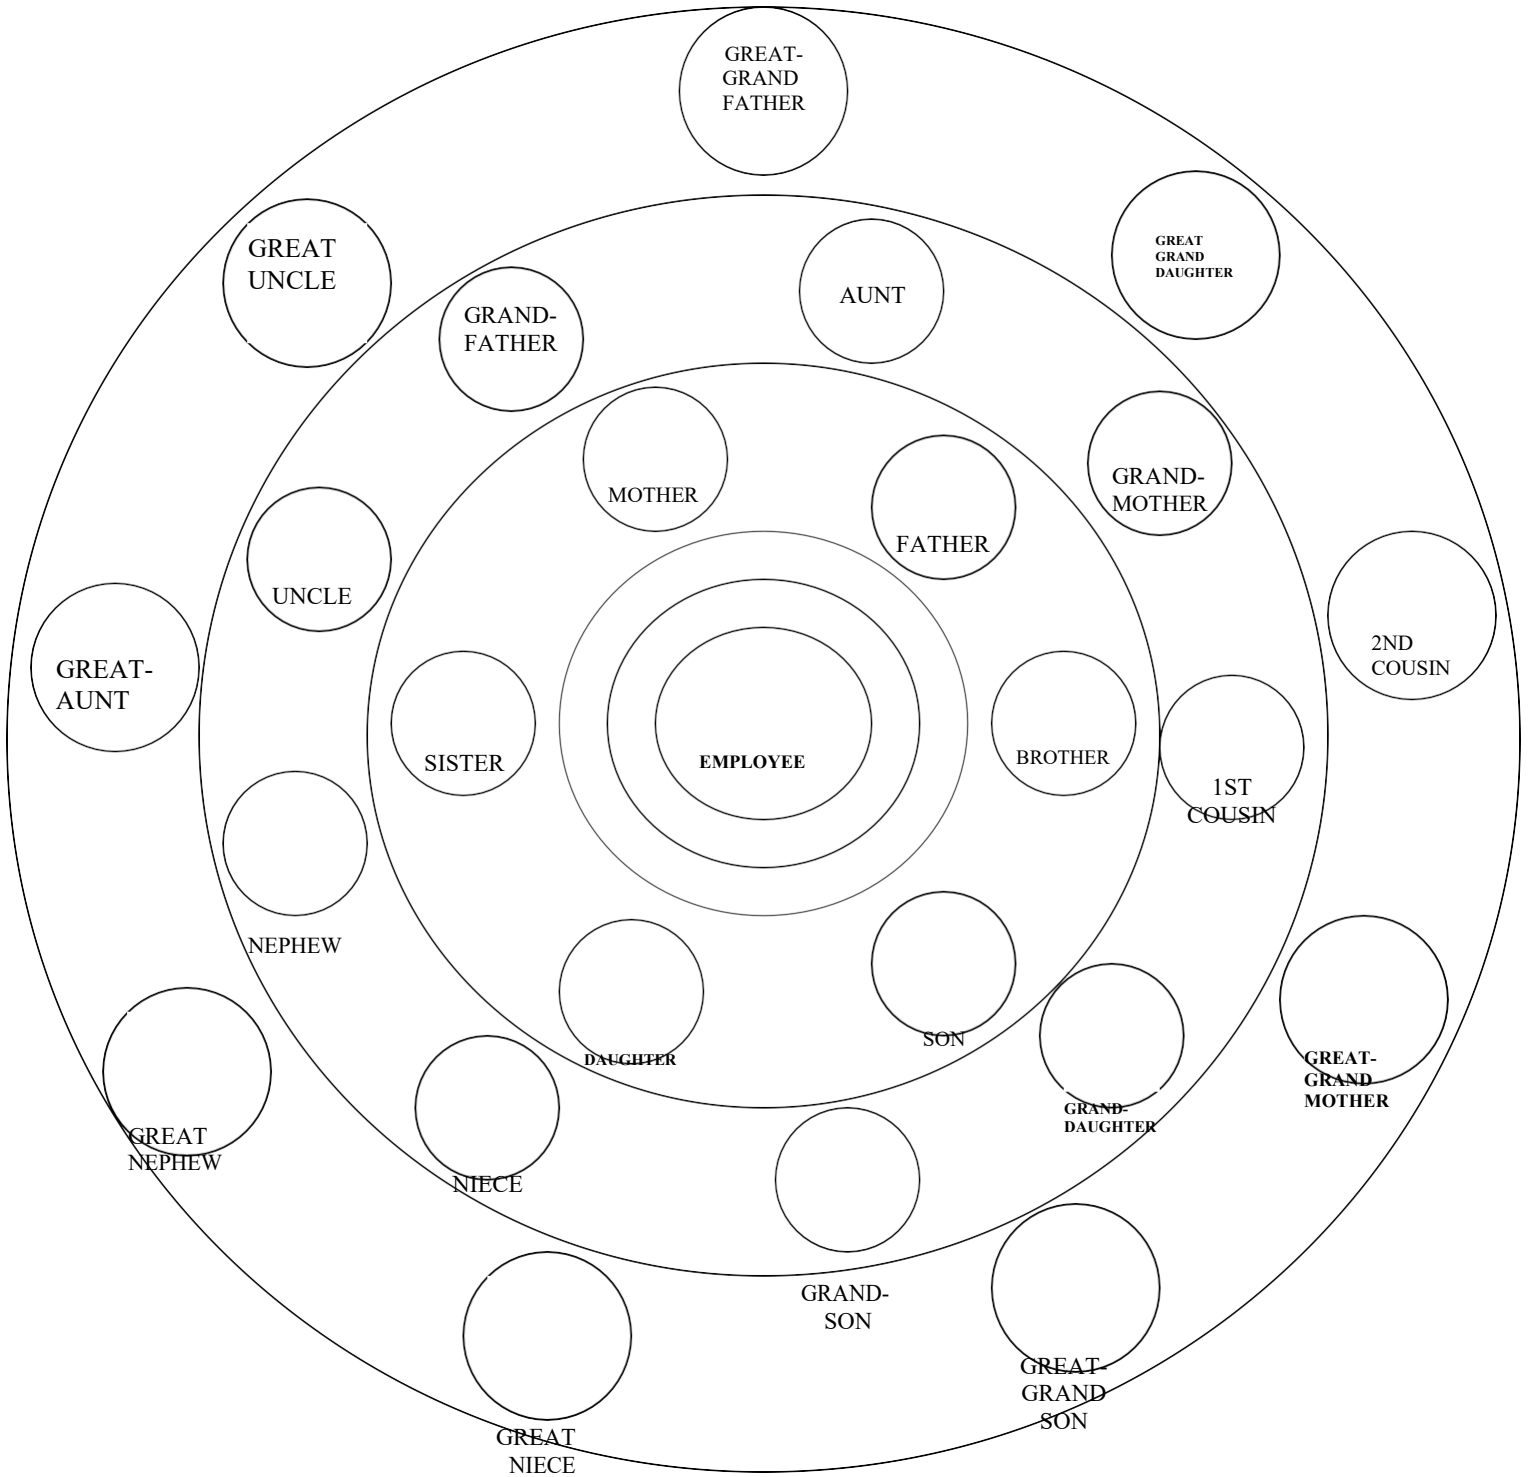 GREAT-
GRAND
FATHER
GREAT
UNCLE
GREAT
GRAND
DAUGHTER
GRAND-
FATHER
AUNT
MOTHER
GRAND-
MOTHER
FATHER
UNCLE
2ND
COUSIN
GREAT-
AUNT
SISTER
EMPLOYEE
BROTHER
1ST
COUSIN
NEPHEW
DAUGHTER
SON
GREAT-
GRAND
MOTHER
GRAND-
DAUGHTER
GREAT
NEPHEW
NIECE
GRAND-
SON
GREAT-
GRAND
SON
GREAT
NIECE